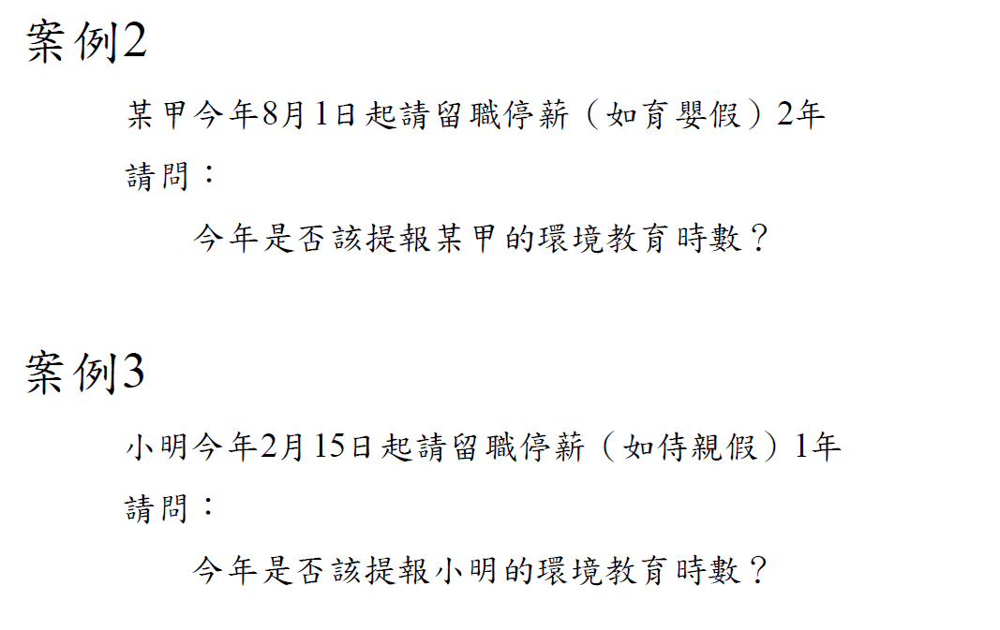 案例2
某甲今年8月1日起請留職停薪（如育嬰假）2年
請問：
今年是否該提報某甲的環境教育時數？
案例3
小明今年2月15日起請留職停薪（如侍親假）1年
請問：
今年是否該提報小明的環境教育時數？